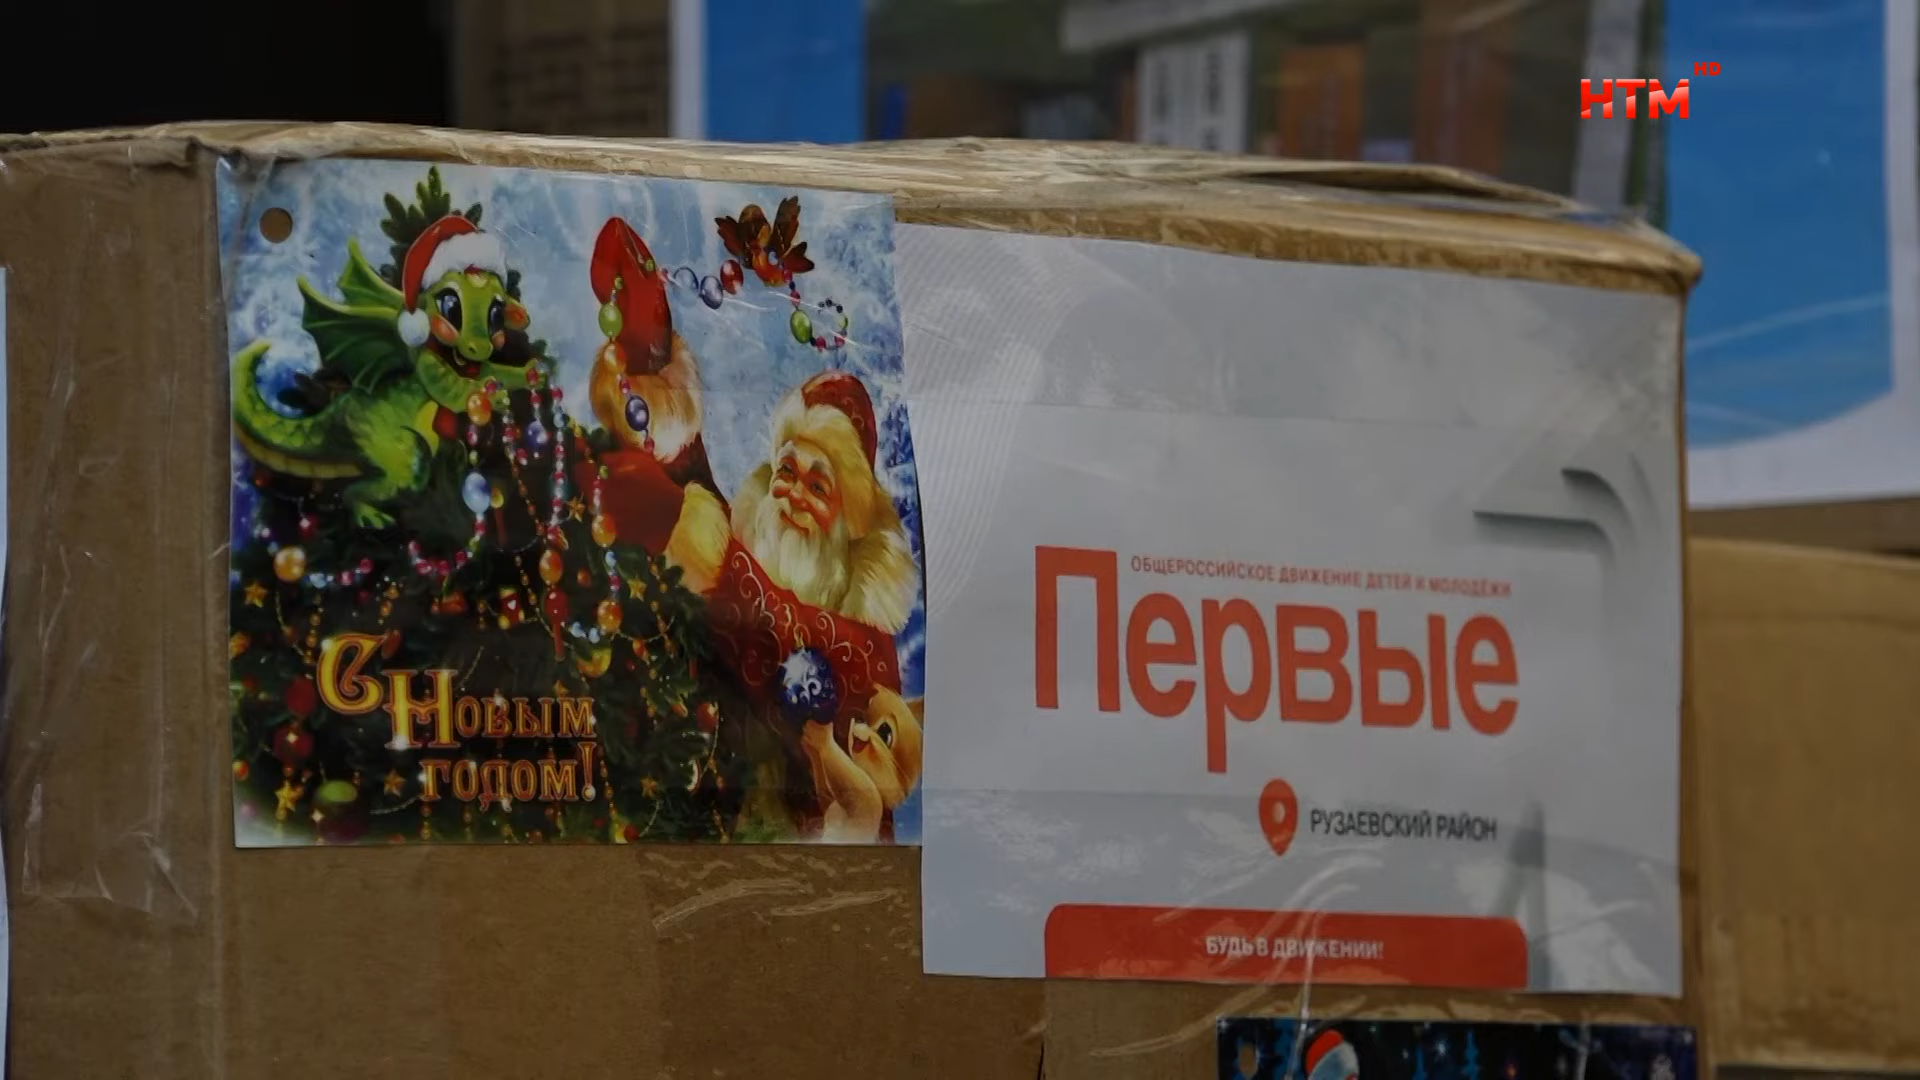 НТМ HD
С Новым
годом!
ОБЩЕРОССИЙСКОЕ ДВИЖЕНИЕ ДЕТЕЙ И МОЛОДЁЖИ
Первые
РУЗАЕВСКИЙ РАЙОН
БУДЬ В ДВИЖЕНИИ!